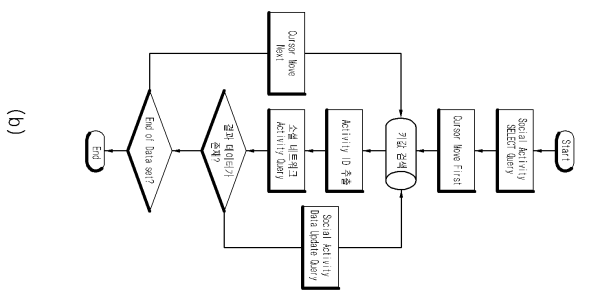 Start
Social Activity
SELECT Query
Cursor Move First
키값 검색
Activity ID 추출
소셜 네트워크
Activity Query
결과 데이터가
존재?
Social Activity
Data Update Query
End of Data set?
Cursor Move
Next
End
(b)